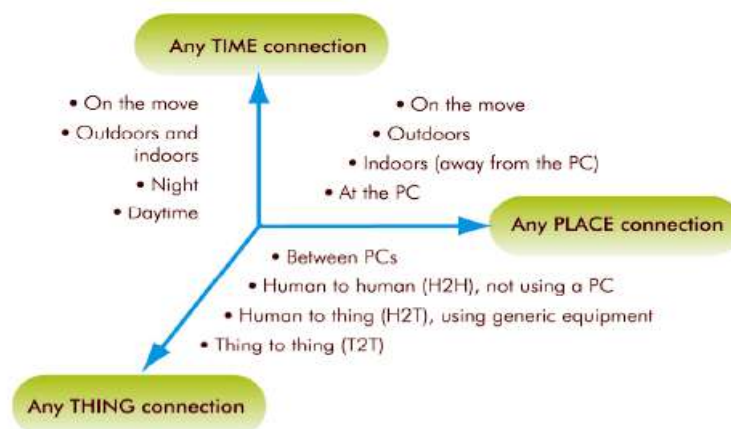 Any TIME connection
• On the move
• Outdoors and
indoors
• Night
• Daytime
• On the move
• Outdoors
• Indoors (away from the PC)
• At the PC
Any PLACE connection
• Between PCs
• Human to human (H2H), not using a PC
• Human to thing (H2T), using generic equipment
• Thing to thing (T2T)
Any THING connection